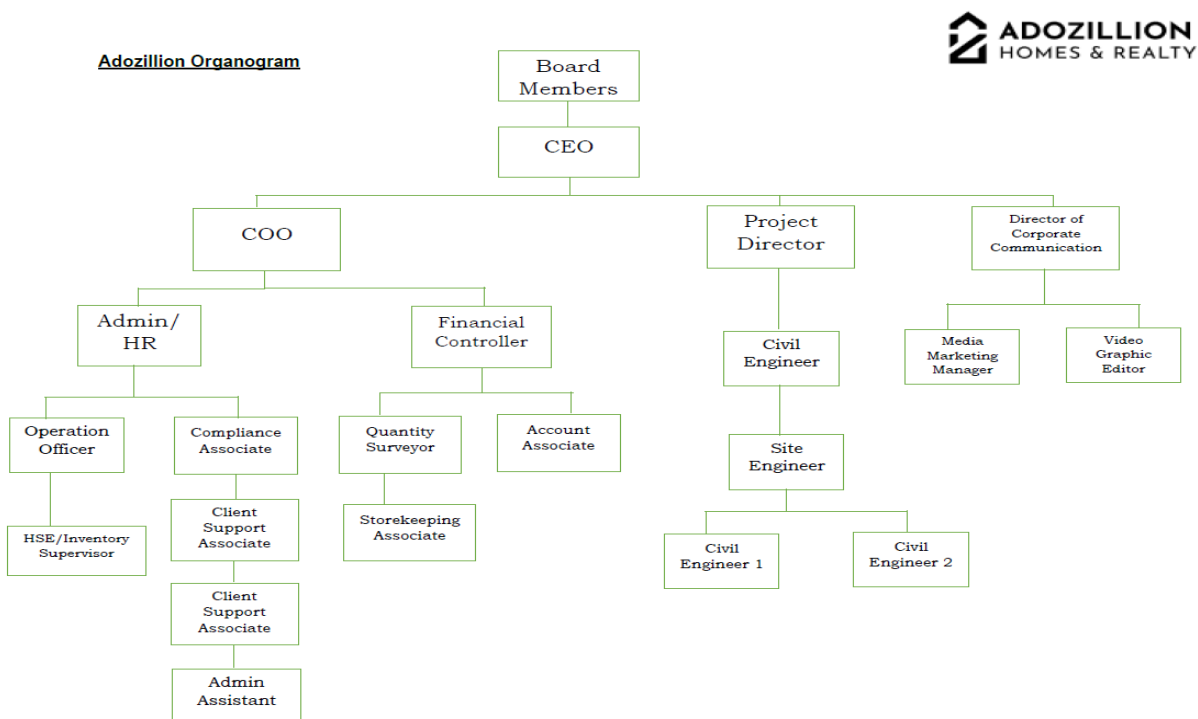 Adozillion Organogram
ADOZILLION
HOMES & REALTY
Board
Members
CEO
COO
Project
Director
Director of
Corporate
Communication
Admin/
HR
Financial
Controller
Civil
Engineer
Media
Marketing
Manager
Video
Graphic
Editor
Operation
Officer
Compliance
Associate
Quantity
Surveyor
Account
Associate
Site
Engineer
HSE/Inventory
Supervisor
Client
Support
Associate
Storekeeping
Associate
Civil
Engineer 1
Civil
Engineer 2
Client
Support
Associate
Admin
Assistant